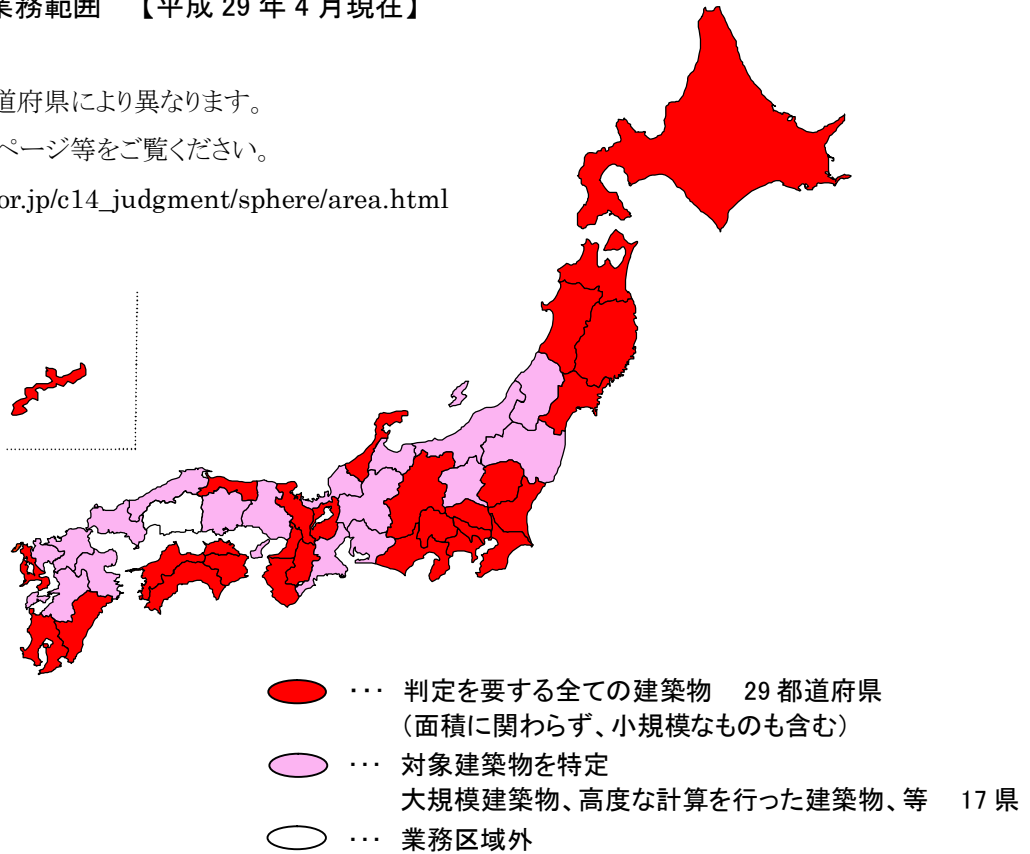 業務範囲 【平成 29 年 4 月現在】
道府県により異なります。
ページ等をご覧ください。
or.jp/c14_judgment/sphere/area.html
・・・ 判定を要する全ての建築物 29 都道府県
（面積に関わらず、小規模なものも含む）
・・・ 対象建築物を特定
大規模建築物、高度な計算を行った建築物、等 17 県
・・・ 業務区域外